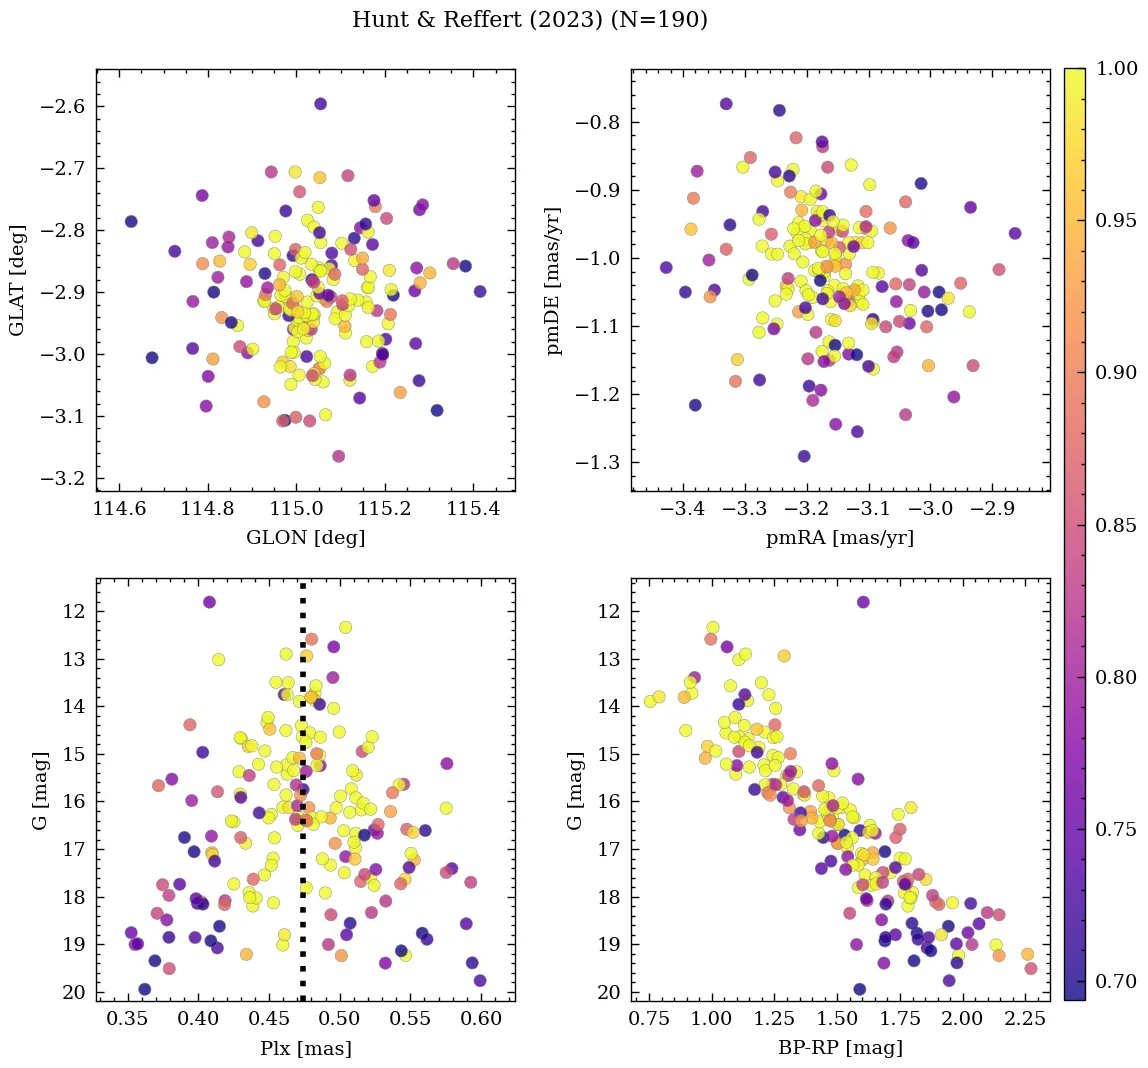 Hunt & Reffert (2023) (N=190)
−2.6
−2.7
−2.8
−2.9
−3.0
−3.1
−3.2
GLAT [deg]
114.6 114.8 115.0 115.2 115.4
GLON [deg]
−0.8
−0.9
−1.0
−1.1
−1.2
−1.3
pmDE [mas/yr]
−3.4 −3.3 −3.2 −3.1 −3.0 −2.9
pmRA [mas/yr]
1.00
0.95
0.90
0.85
0.80
0.75
0.70
12
13
14
15
16
17
18
19
20
G [mag]
0.35 0.40 0.45 0.50 0.55 0.60
Plx [mas]
12
13
14
15
16
17
18
19
20
G [mag]
0.75 1.00 1.25 1.50 1.75 2.00 2.25
BP-RP [mag]